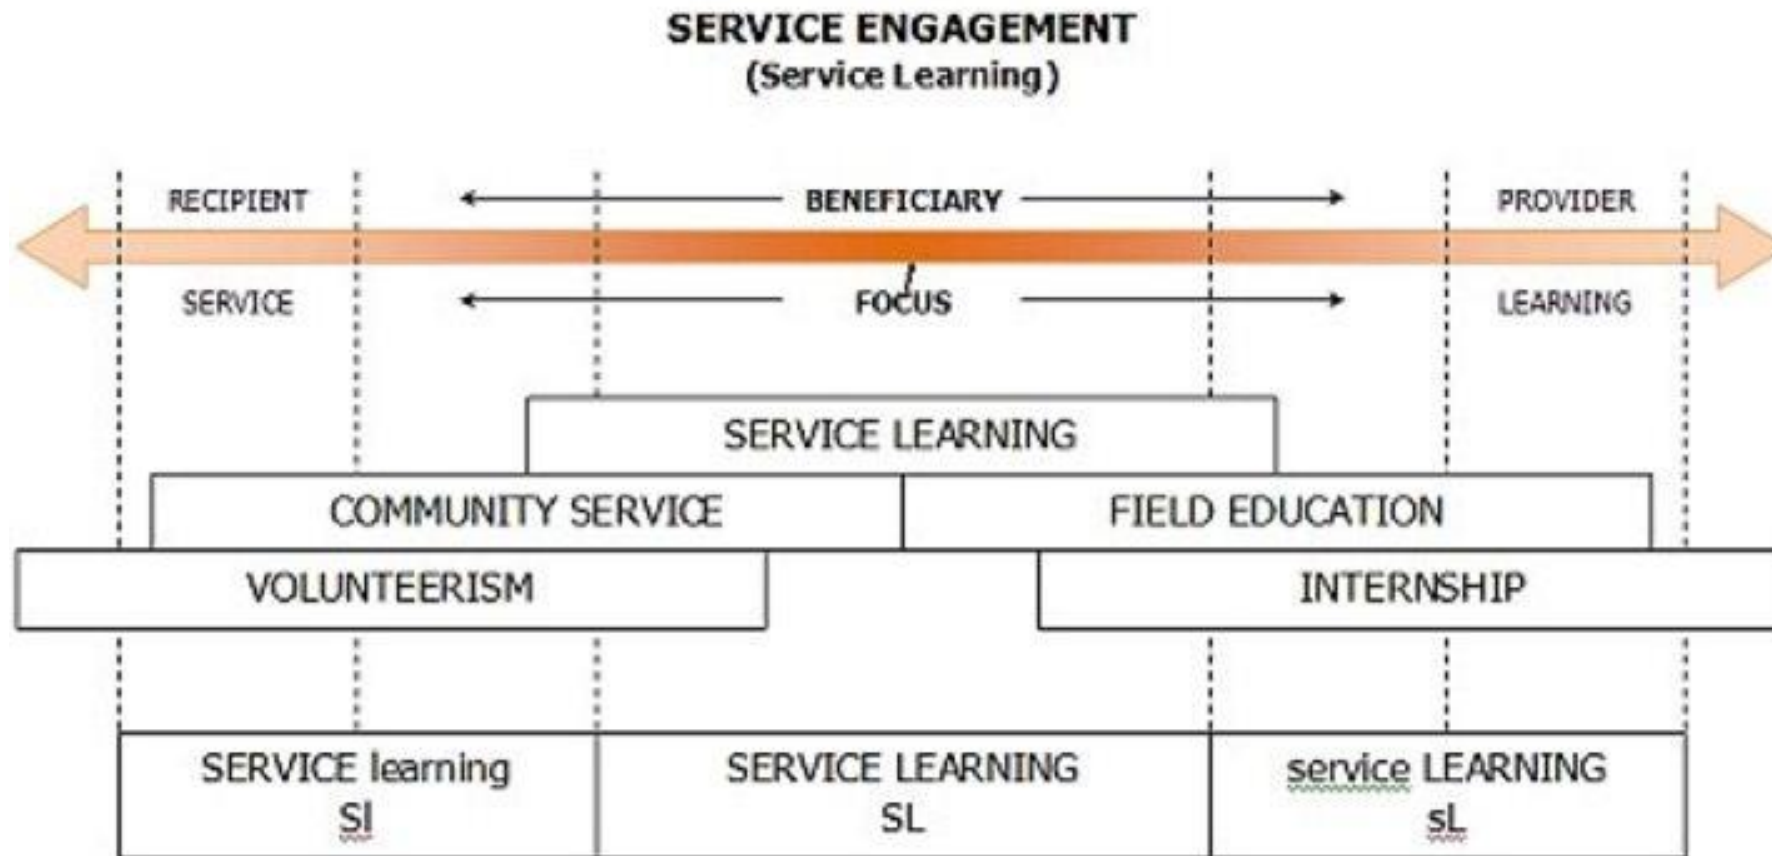 SERVICE ENGAGEMENT
(Service Learning)
RECIPIENT BENEFICIARY PROVIDER
SERVICE FOCUS LEARNING
SERVICE LEARNING
COMMUNITY SERVICE FIELD EDUCATION
VOLUNTEERISM INTERNSHIP
SERVICE learning SERVICE LEARNING service LEARNING
Sl SL sL